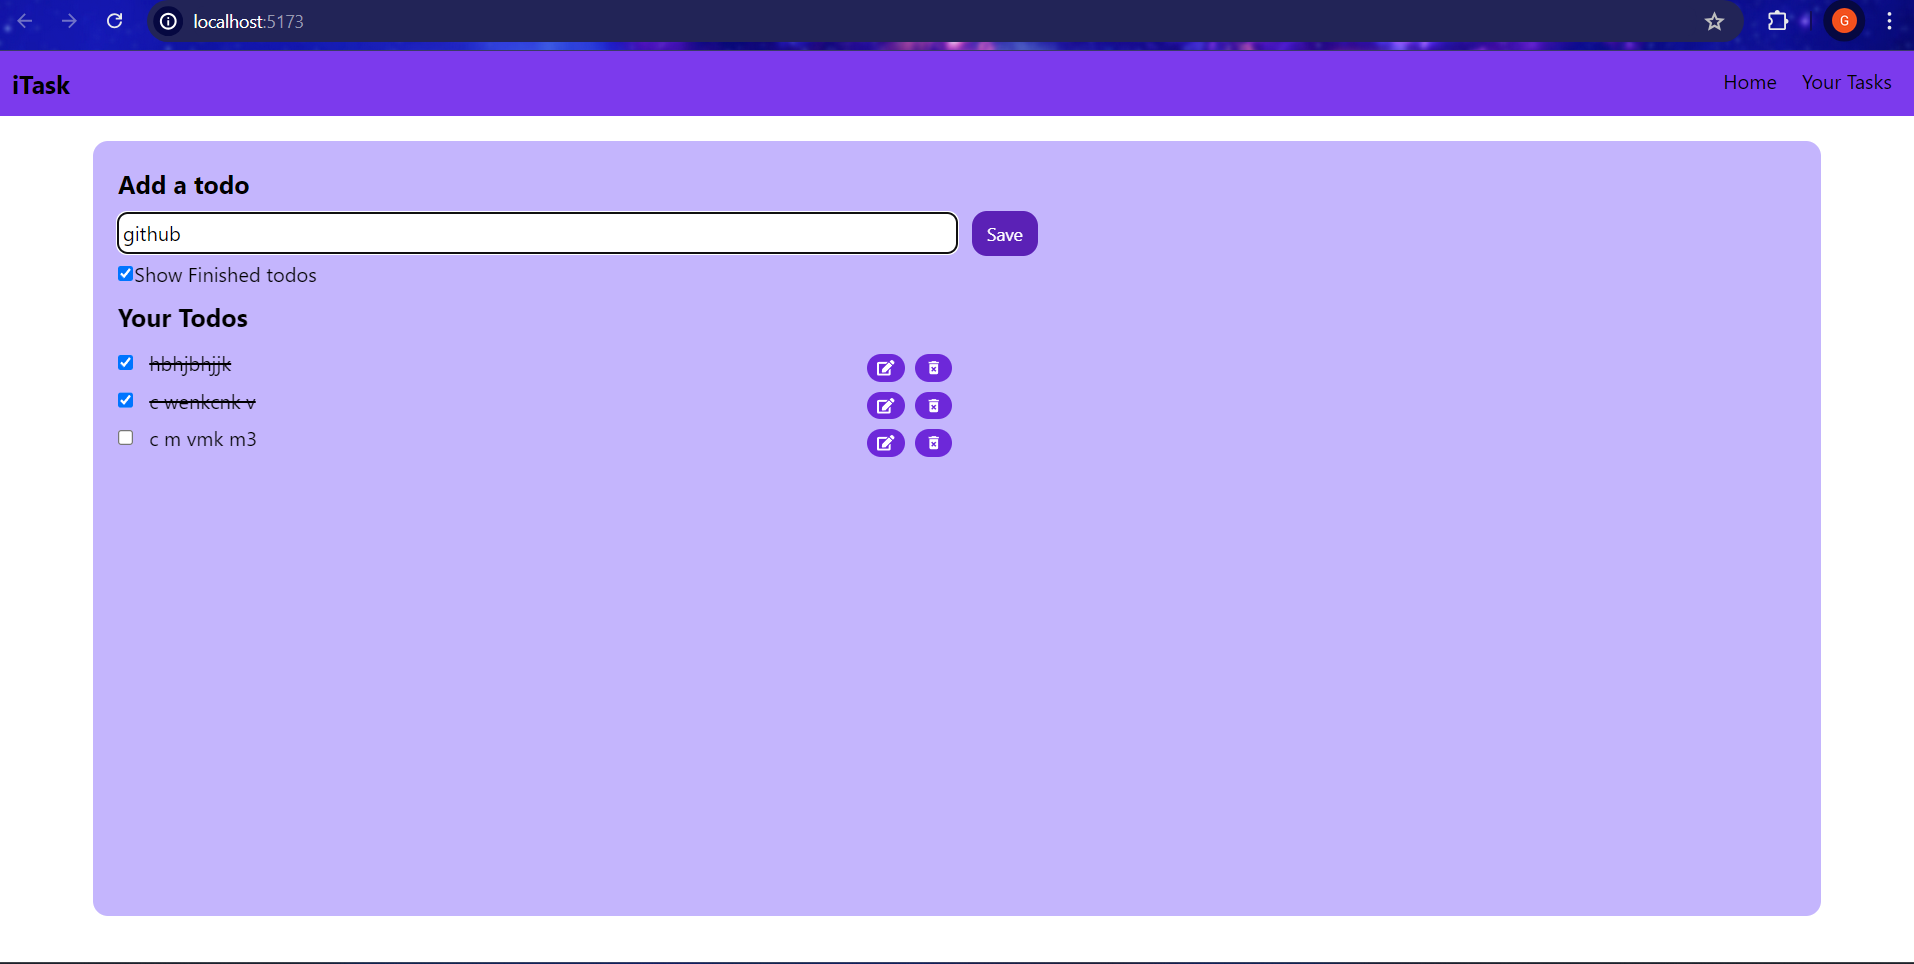 localhost:5173
G
iTask
Home
Your Tasks
Add a todo
github
Save
Show Finished todos
Your Todos
hbhjbhjjk
c wenkcnk v
c m vmk m3